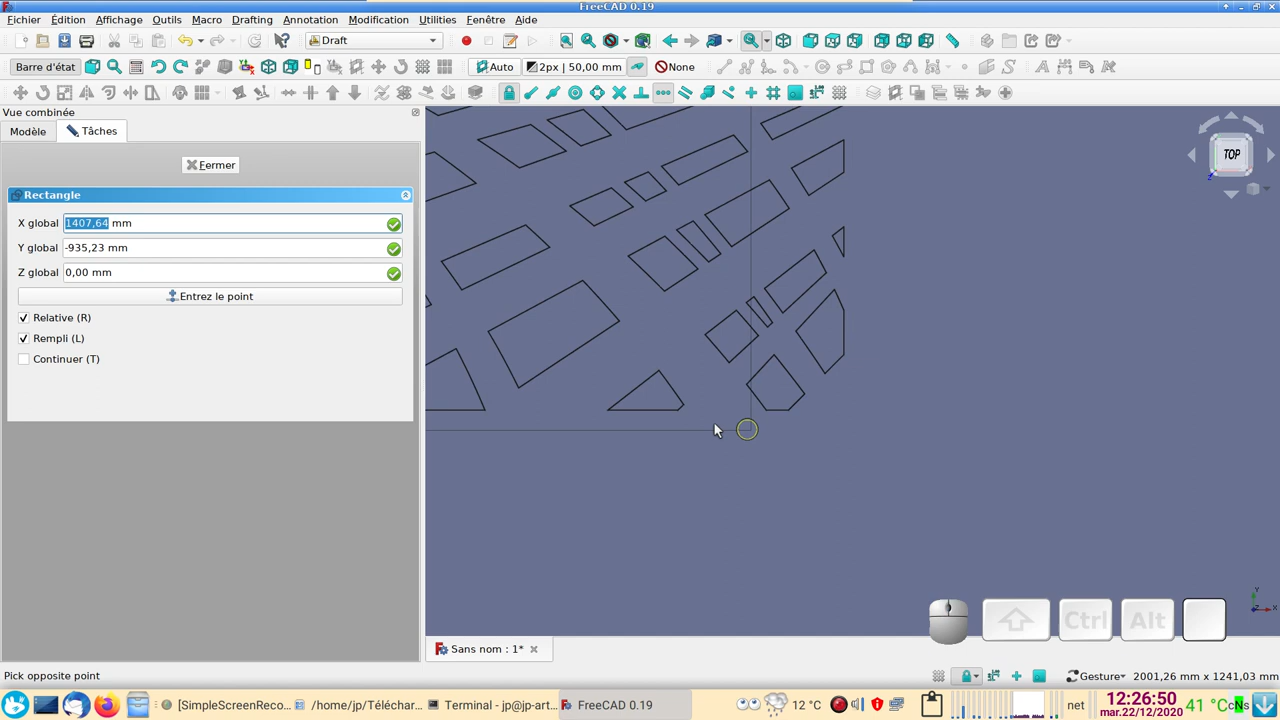 FreeCAD 0.19
Fichier Édition Affichage Outils Macro Drafting Annotation Modification Utilities Fenêtre Aide
Draft
Barre d'état Auto 2px | 50,00 mm None
Vue combinée
Modèle Tâches
Fermer
Rectangle
X global 1407,64 mm
Y global -935,23 mm
Z global 0,00 mm
Entrez le point
Relative (R)
Rempli (L)
Continuer (T)
TOP
Ctrl Alt
Y
Z X
Sans nom : 1*
Pick opposite point Gesture 2001,26 mm x 1241,03 mm
[SimpleScreenReco... /home/jp/Téléchar... Terminal - jp@jp-art... FreeCAD 0.19 12 °C net 12:26:50 41 °C cNs
mar.22/12/2020